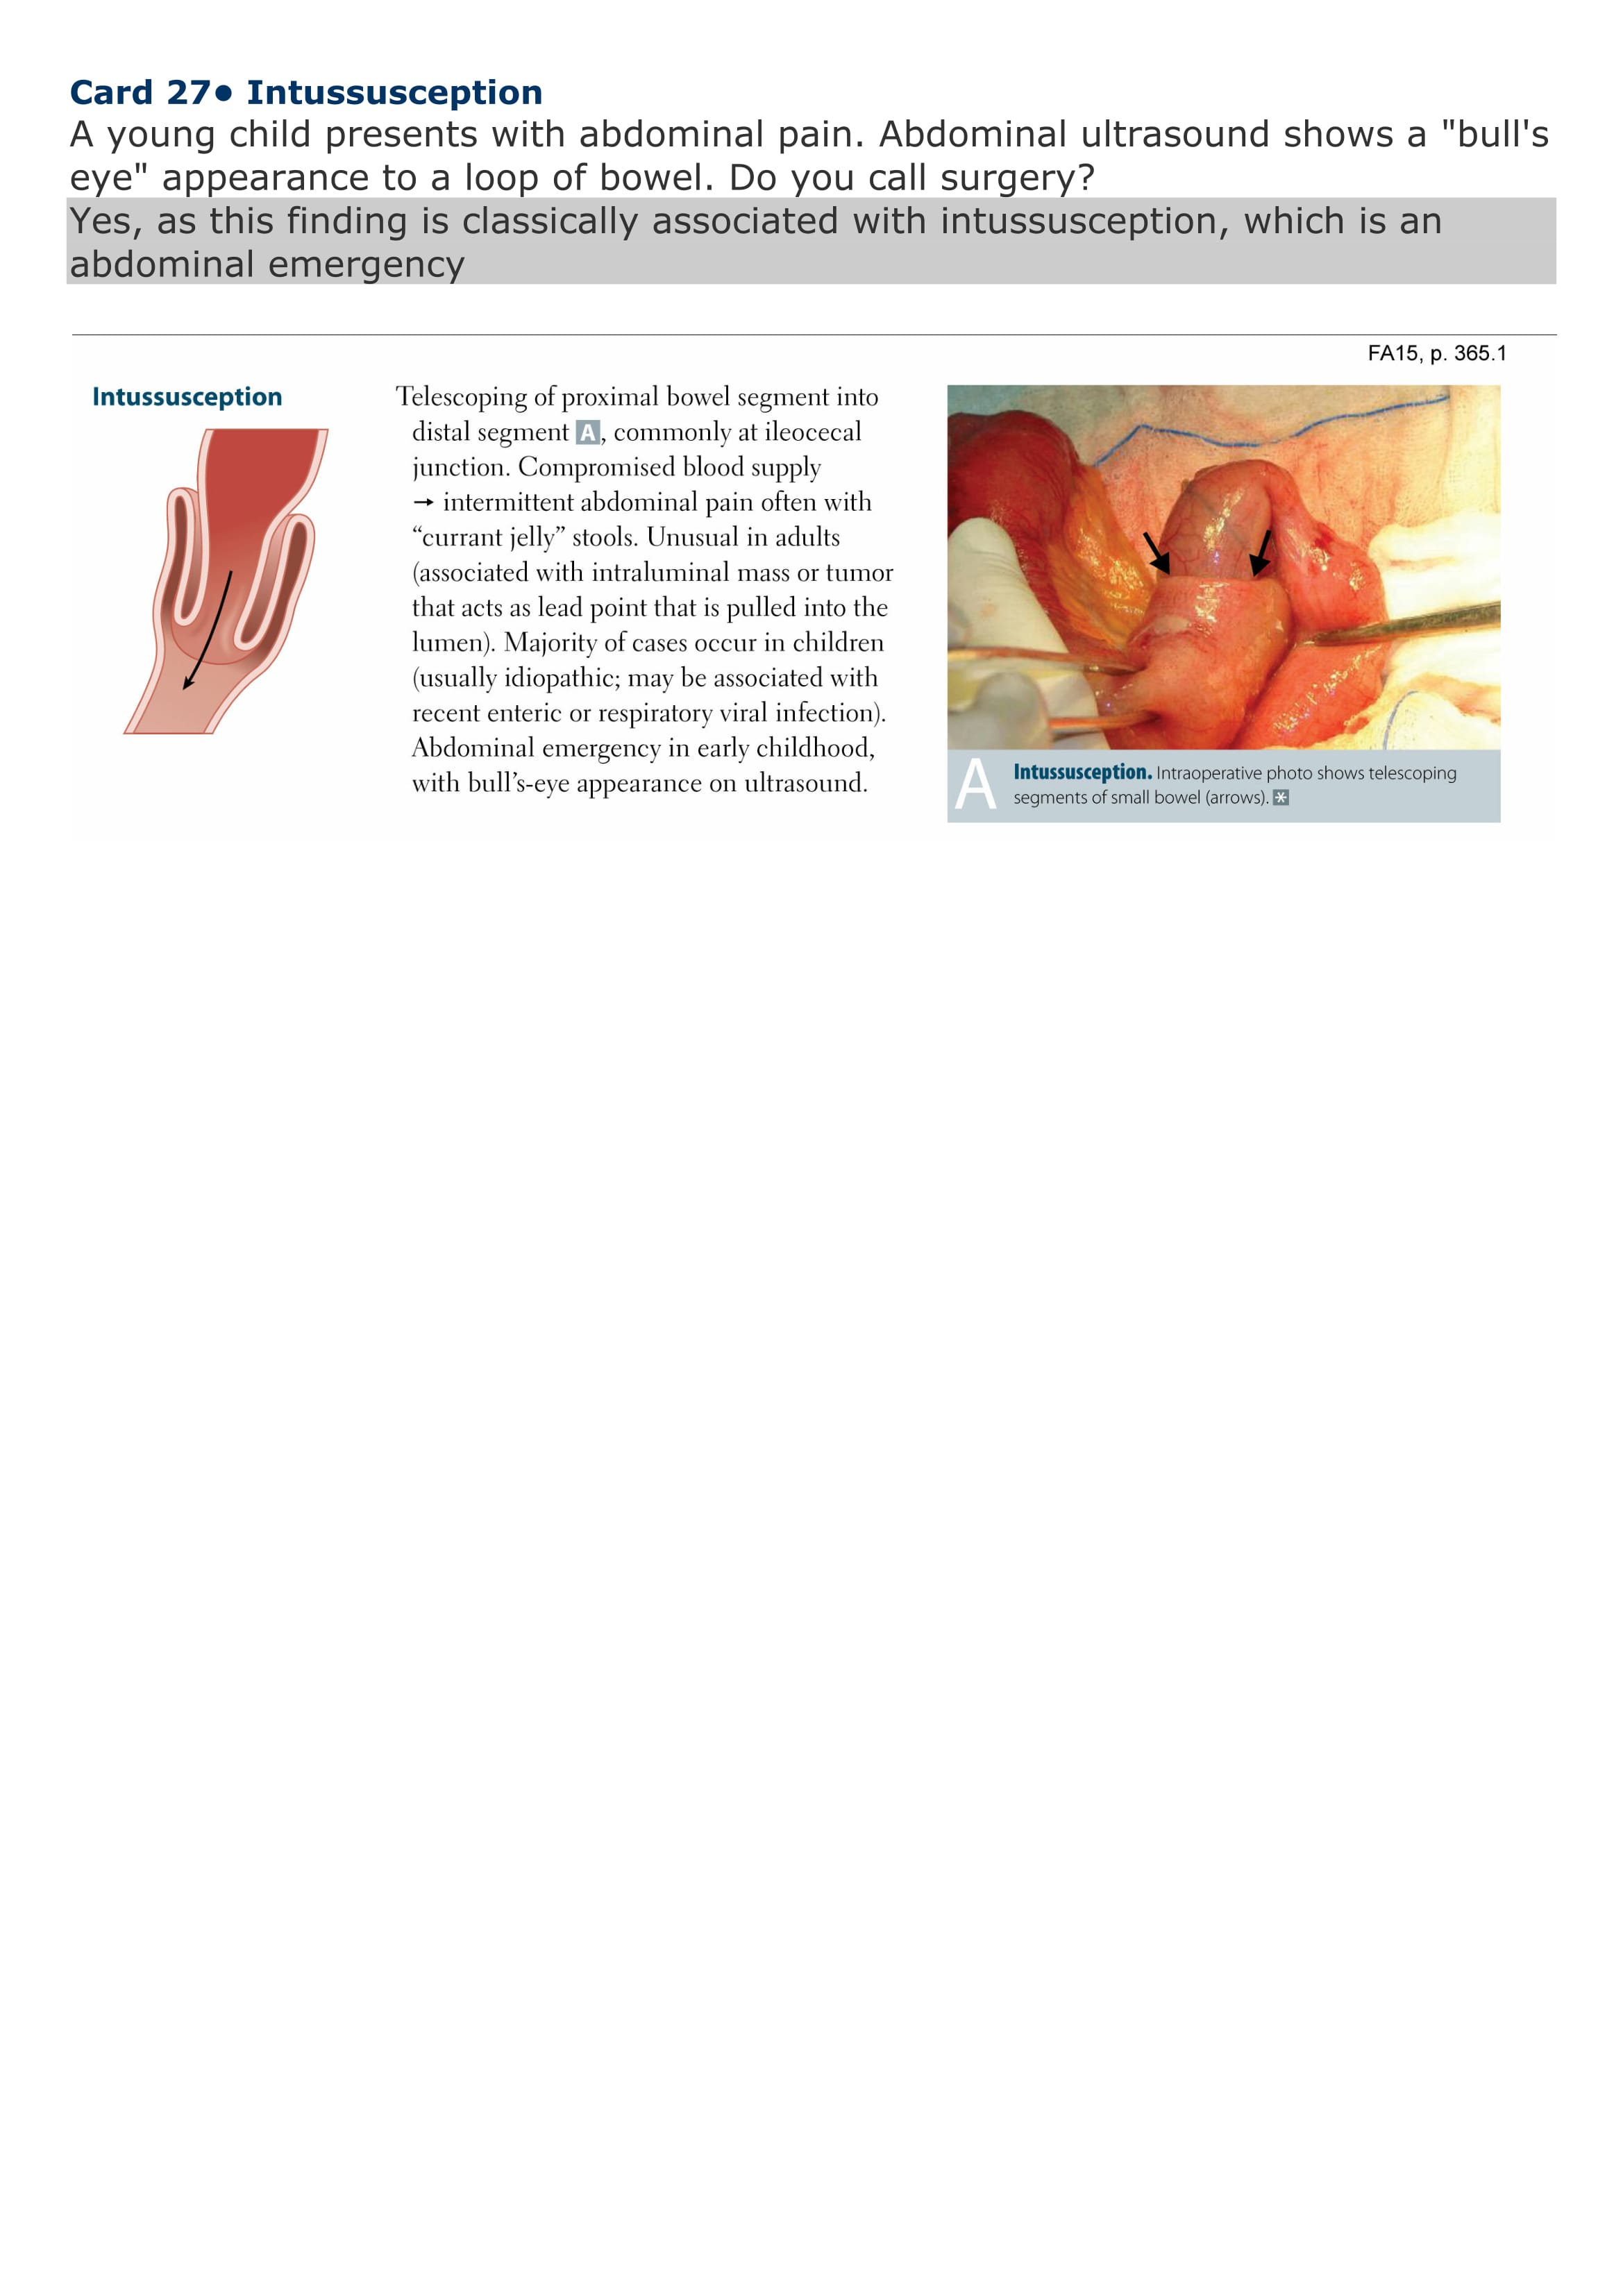 Card 27● Intussusception
A young child presents with abdominal pain. Abdominal ultrasound shows a "bull's
eye" appearance to a loop of bowel. Do you call surgery?
Yes, as this finding is classically associated with intussusception, which is an
abdominal emergency
FA15, p. 365.1
Intussusception
Telescoping of proximal bowel segment into
distal segment A, commonly at ileocecal
junction. Compromised blood supply
→ intermittent abdominal pain often with
“currant jelly” stools. Unusual in adults
(associated with intraluminal mass or tumor
that acts as lead point that is pulled into the
lumen). Majority of cases occur in children
(usually idiopathic; may be associated with
recent enteric or respiratory viral infection).
Abdominal emergency in early childhood,
with bull’s-eye appearance on ultrasound.
A
Intussusception. Intraoperative photo shows telescoping
segments of small bowel (arrows). *